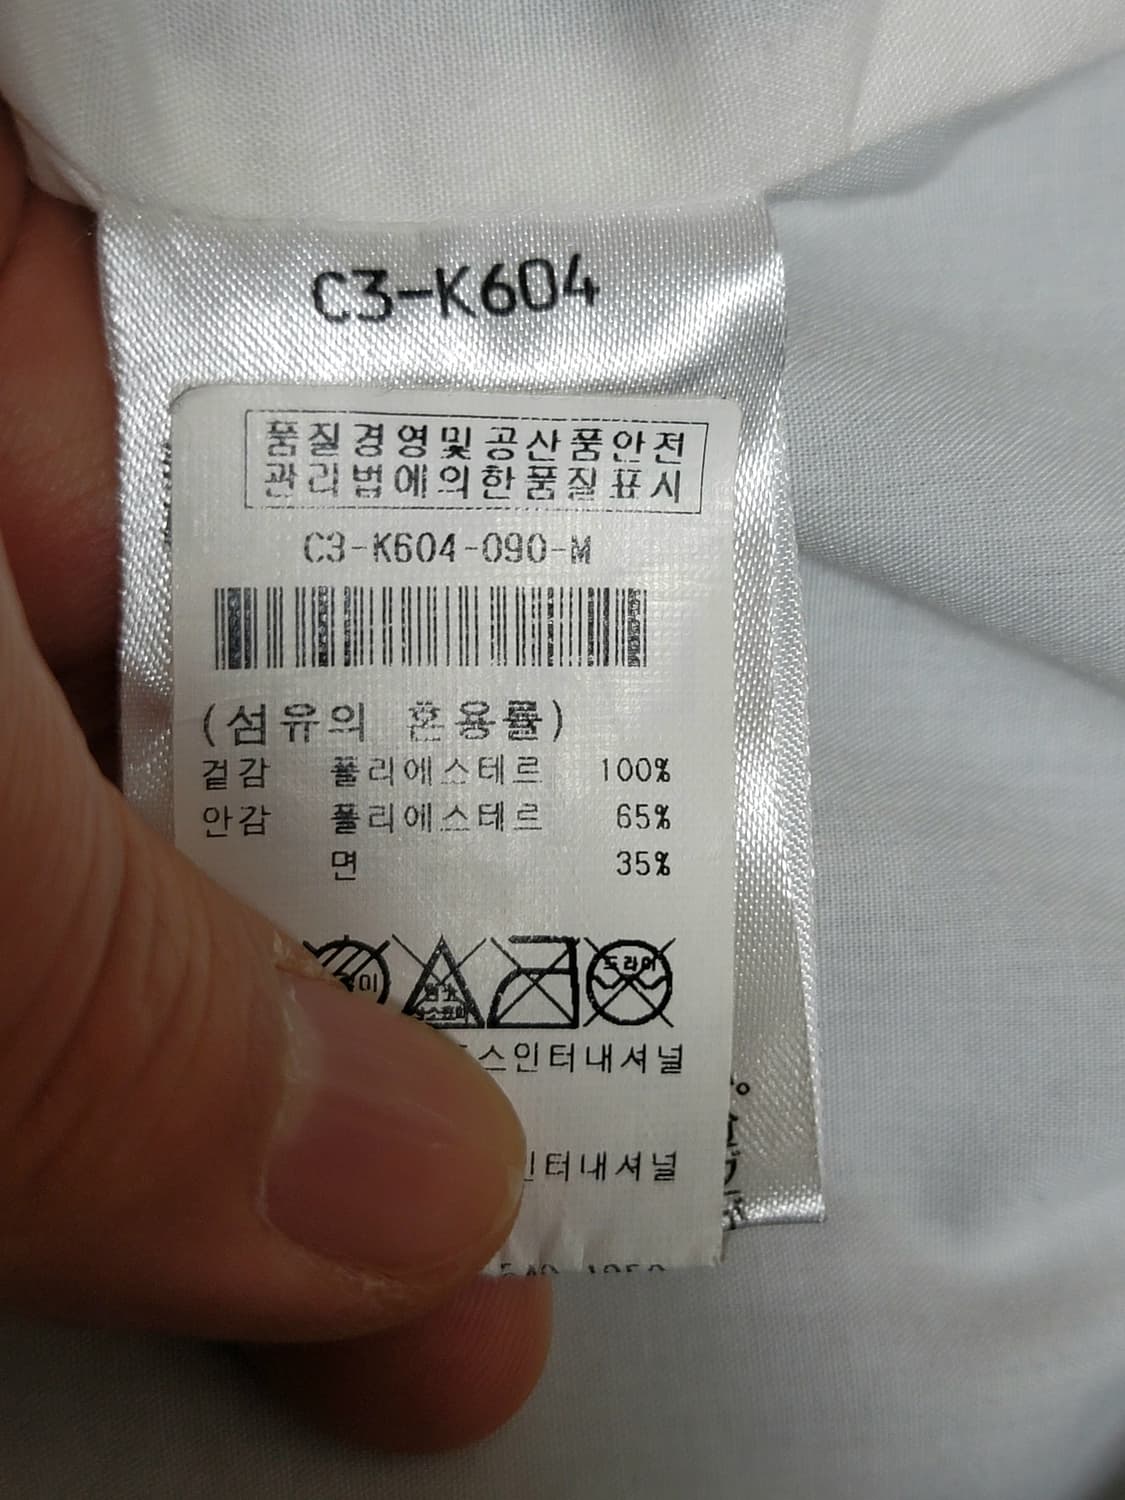 C3-K604
품질경영및공산품안전
관리법에의한품질표시
C3-K604-090-M
(섬유의 혼용률)
겉감 폴리에스테르 100%
안감 폴리에스테르 65%
면 35%
드라이
스인터내셔널
인터내셔널